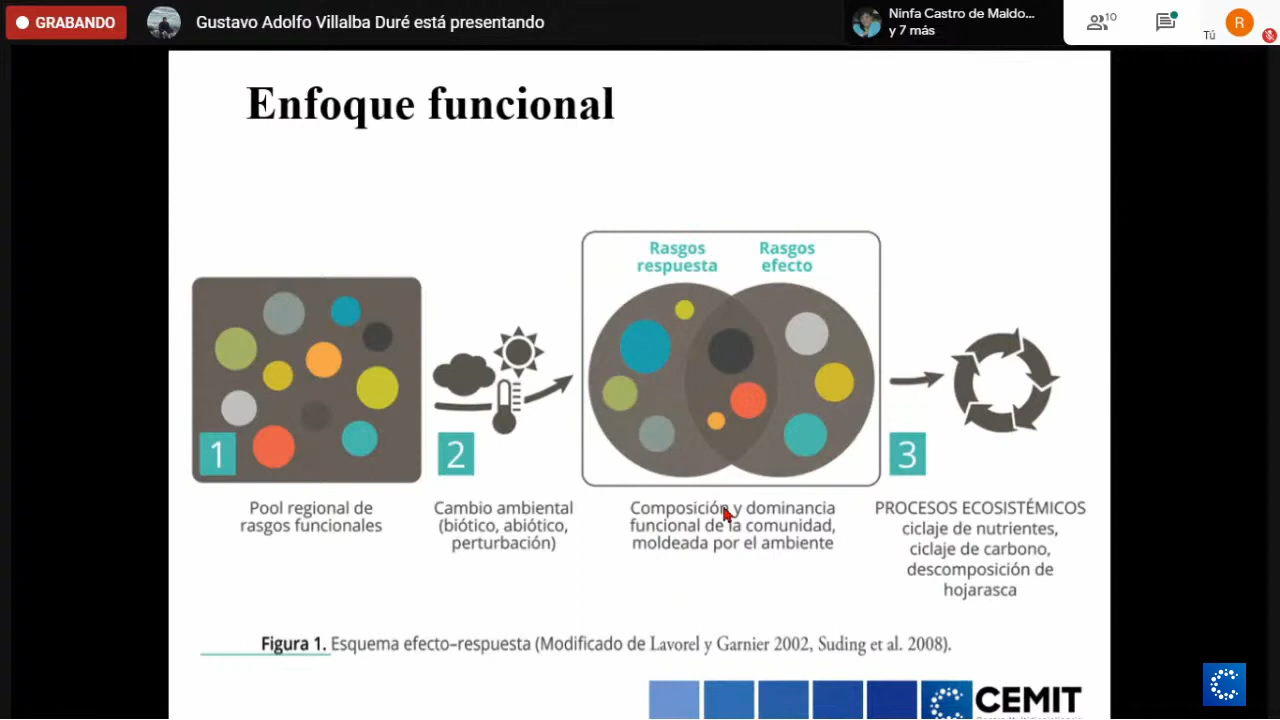 GRABANDO
Gustavo Adolfo Villalba Duré está presentando
Ninfa Castro de Maldo...
y 7 más
10
Tú
R
Enfoque funcional
Rasgos
respuesta
Rasgos
efecto
1
2
3
Pool regional de
rasgos funcionales
Cambio ambiental
(biótico, abiótico,
perturbación)
Composición y dominancia
funcional de la comunidad,
moldeada por el ambiente
PROCESOS ECOSISTÉMICOS
ciclaje de nutrientes,
ciclaje de carbono,
descomposición de
hojarasca
Figura 1. Esquema efecto–respuesta (Modificado de Lavorel y Garnier 2002, Suding et al. 2008).
CEMIT